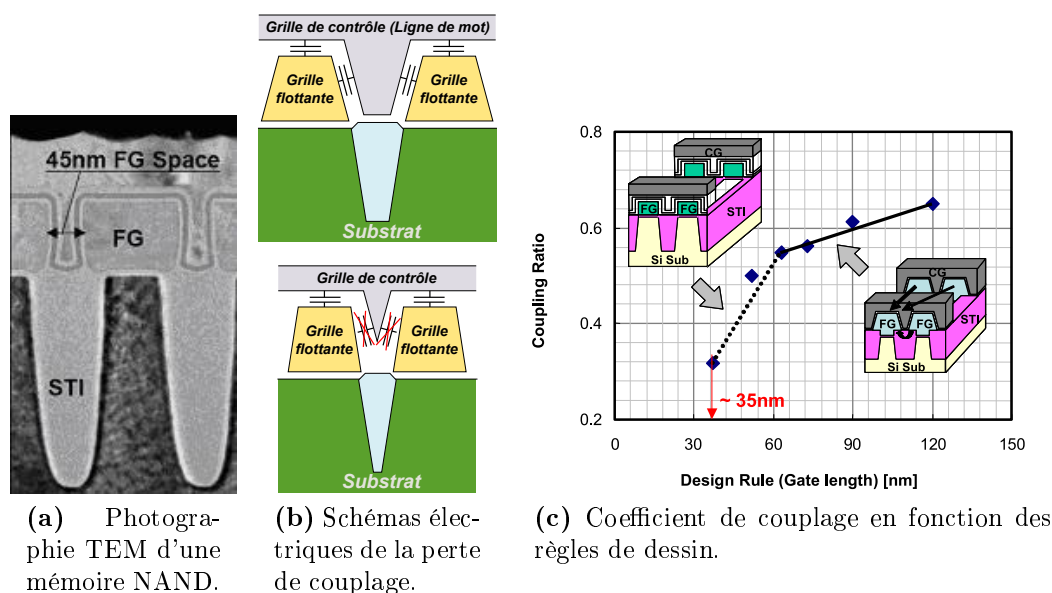 45nm FG Space
FG
STI
Grille de contrôle (Ligne de mot)
Grille
flottante
Grille
flottante
Substrat
Grille de contrôle
Grille
flottante
Grille
flottante
Substrat
Coupling Ratio
0.8
0.6
0.4
0.2
0
30
60
90
120
150
Design Rule (Gate length) [nm]
~ 35nm
CG
FG
FG
STI
Si Sub
CG
FG
FG
STI
Si Sub
(a) Photogra-
phie TEM d'une
mémoire NAND.
(b) Schémas élec-
triques de la perte
de couplage.
(c) Coefficient de couplage en fonction des
règles de dessin.